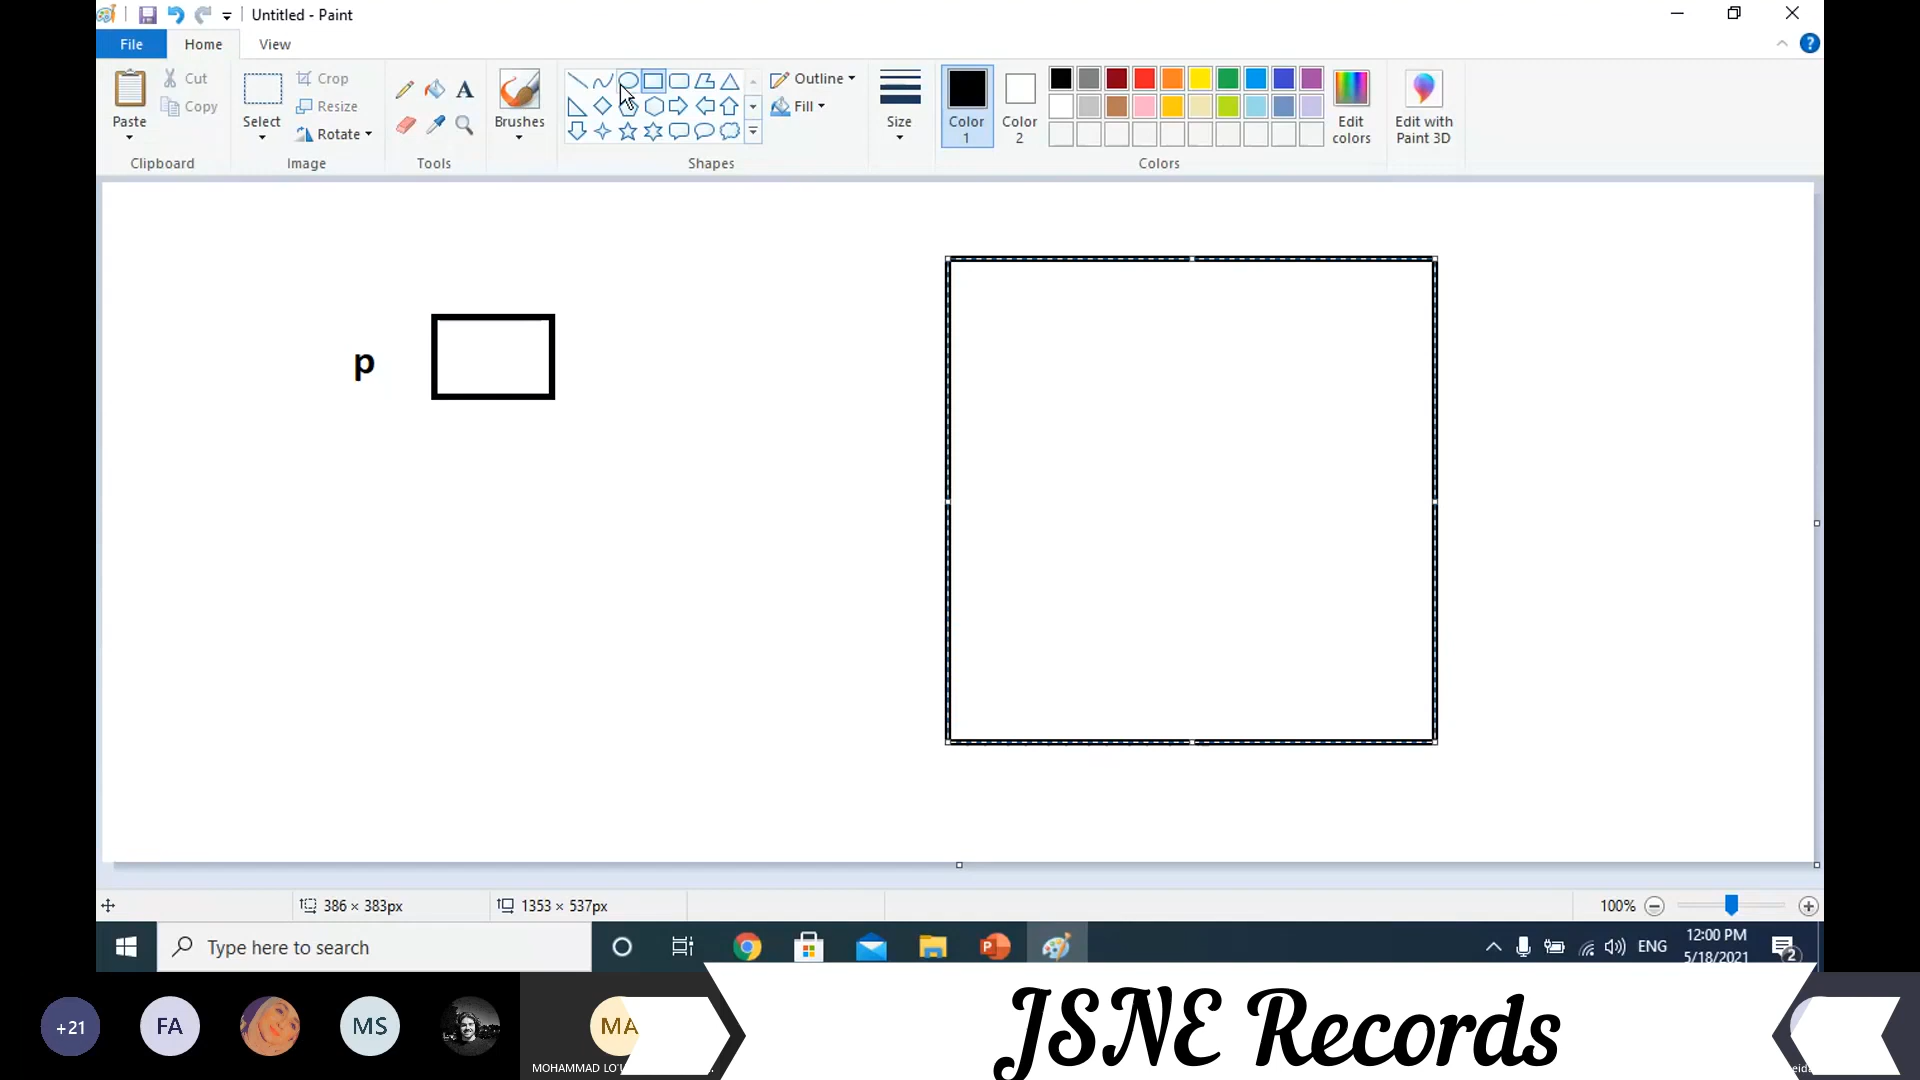 Untitled - Paint
File Home View
Paste Cut Copy Clipboard
Select Crop Resize Rotate Image
Tools
Brushes
Shapes
Outline
Fill
Size
Color 1
Color 2
Colors
Edit colors
Edit with Paint 3D
p
386 × 383px
1353 × 537px
100%
Type here to search
ENG
12:00 PM
5/18/2021
2
+21
FA
MS
MA
JSNE Records